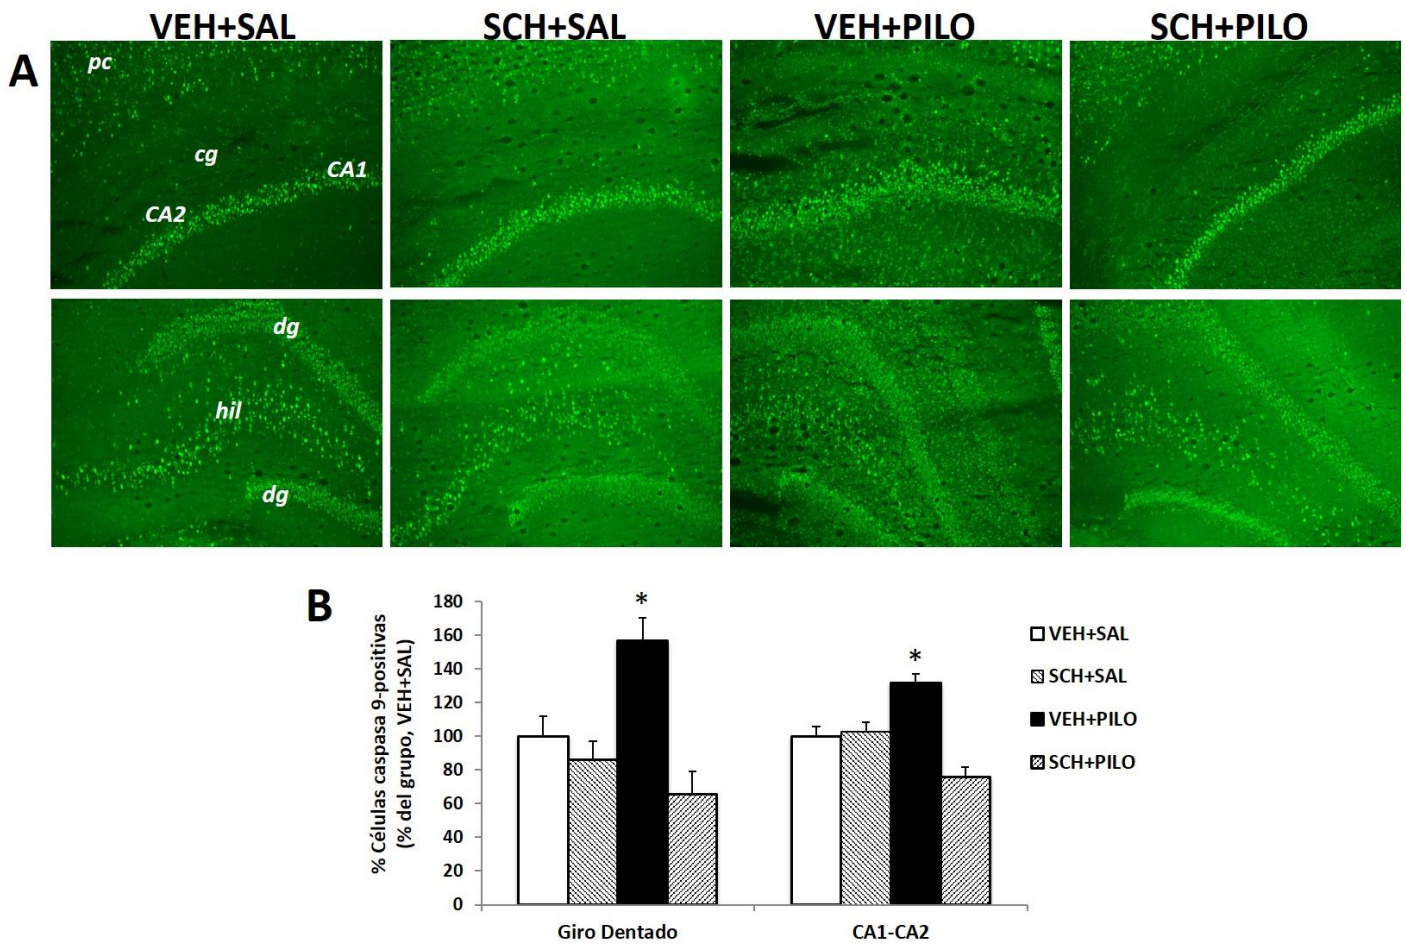 VEH+SAL SCH+SAL VEH+PILO SCH+PILO
A
pc
cg
CA1
CA2
dg
hil
dg
B
% Células caspasa 9-positivas
(% del grupo, VEH+SAL)
180
160
140
120
100
80
60
40
20
0
*
*
Giro Dentado CA1-CA2
VEH+SAL
SCH+SAL
VEH+PILO
SCH+PILO